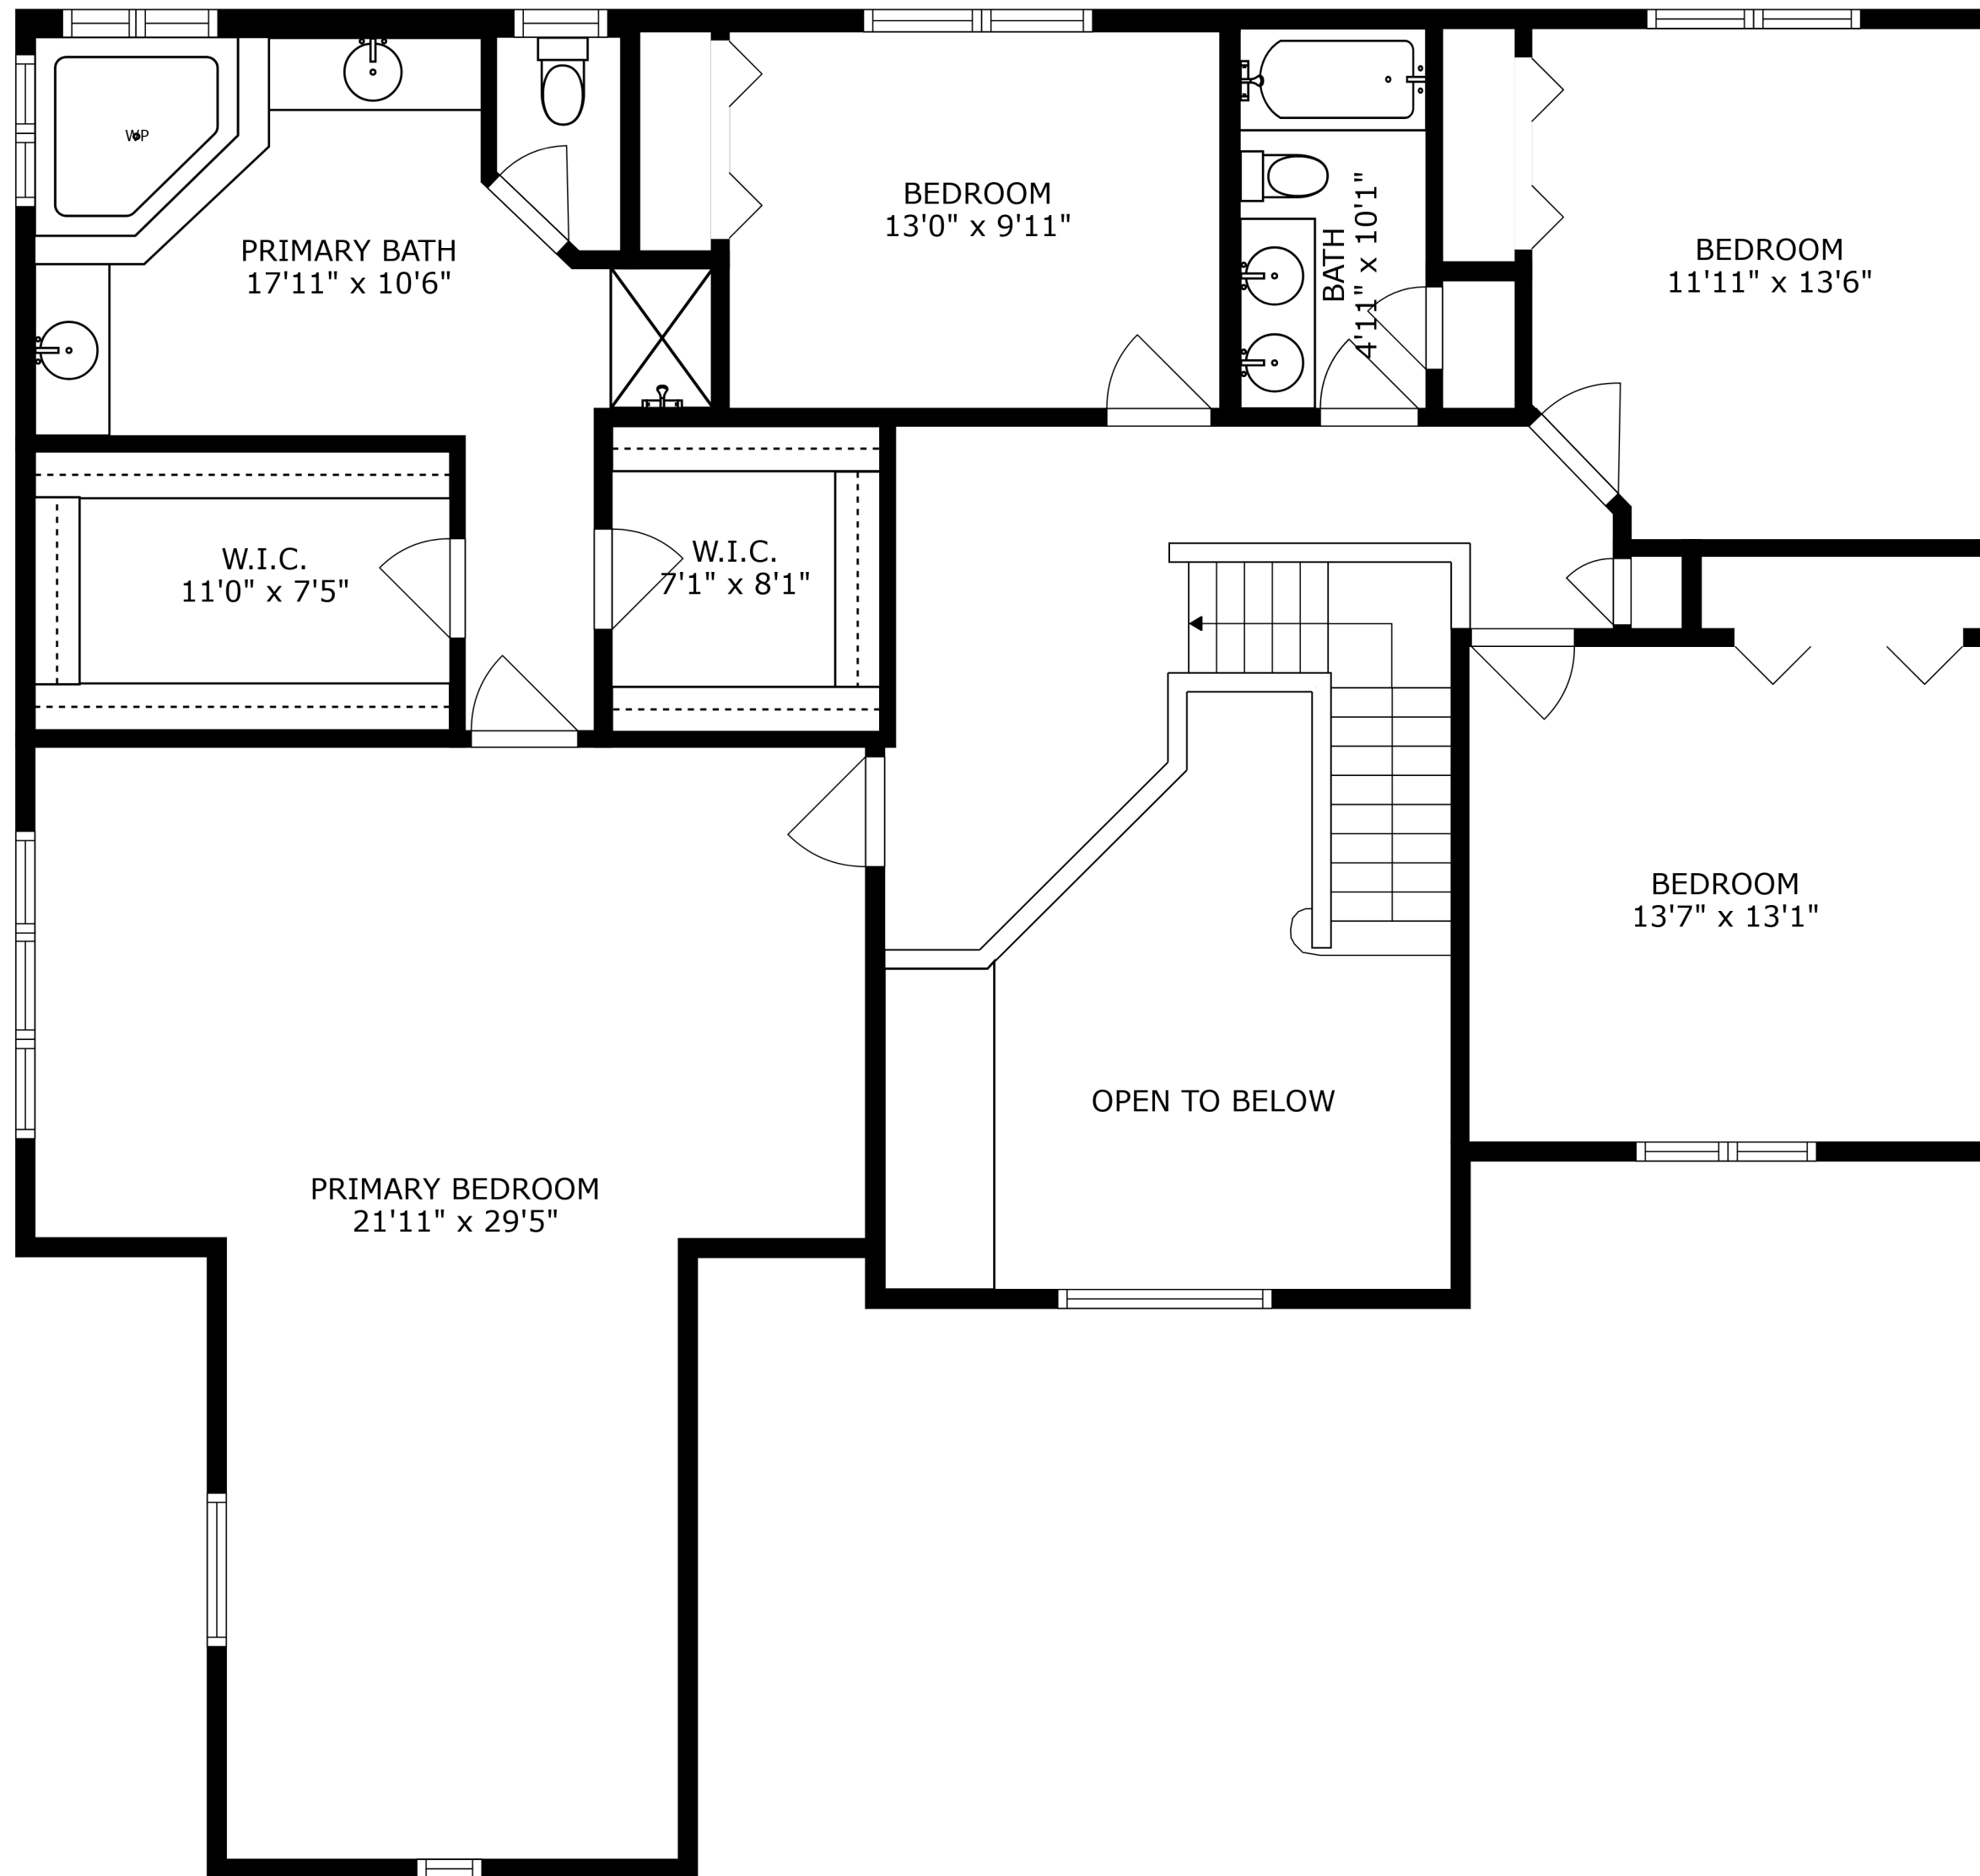 WP
PRIMARY BATH
17'11" x 10'6"
BEDROOM
13'0" x 9'11"
BATH
4'11" x 10'1"
BEDROOM
11'11" x 13'6"
W.I.C.
11'0" x 7'5"
W.I.C.
7'1" x 8'1"
BEDROOM
13'7" x 13'1"
OPEN TO BELOW
PRIMARY BEDROOM
21'11" x 29'5"